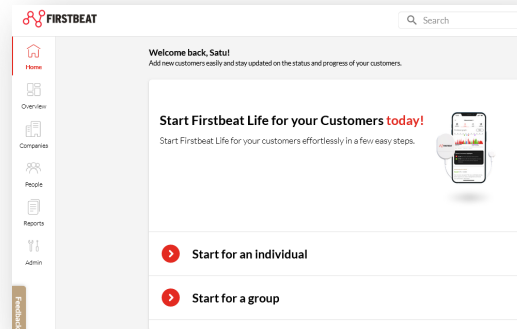 FIRSTBEAT
Search
Home
Overview
Companies
People
Reports
Admin
Feedback
Welcome back, Satu!
Add new customers easily and stay updated on the status and progress of your customers.
Start Firstbeat Life for your Customers today!
Start Firstbeat Life for your customers effortlessly in a few easy steps.
Start for an individual
Start for a group